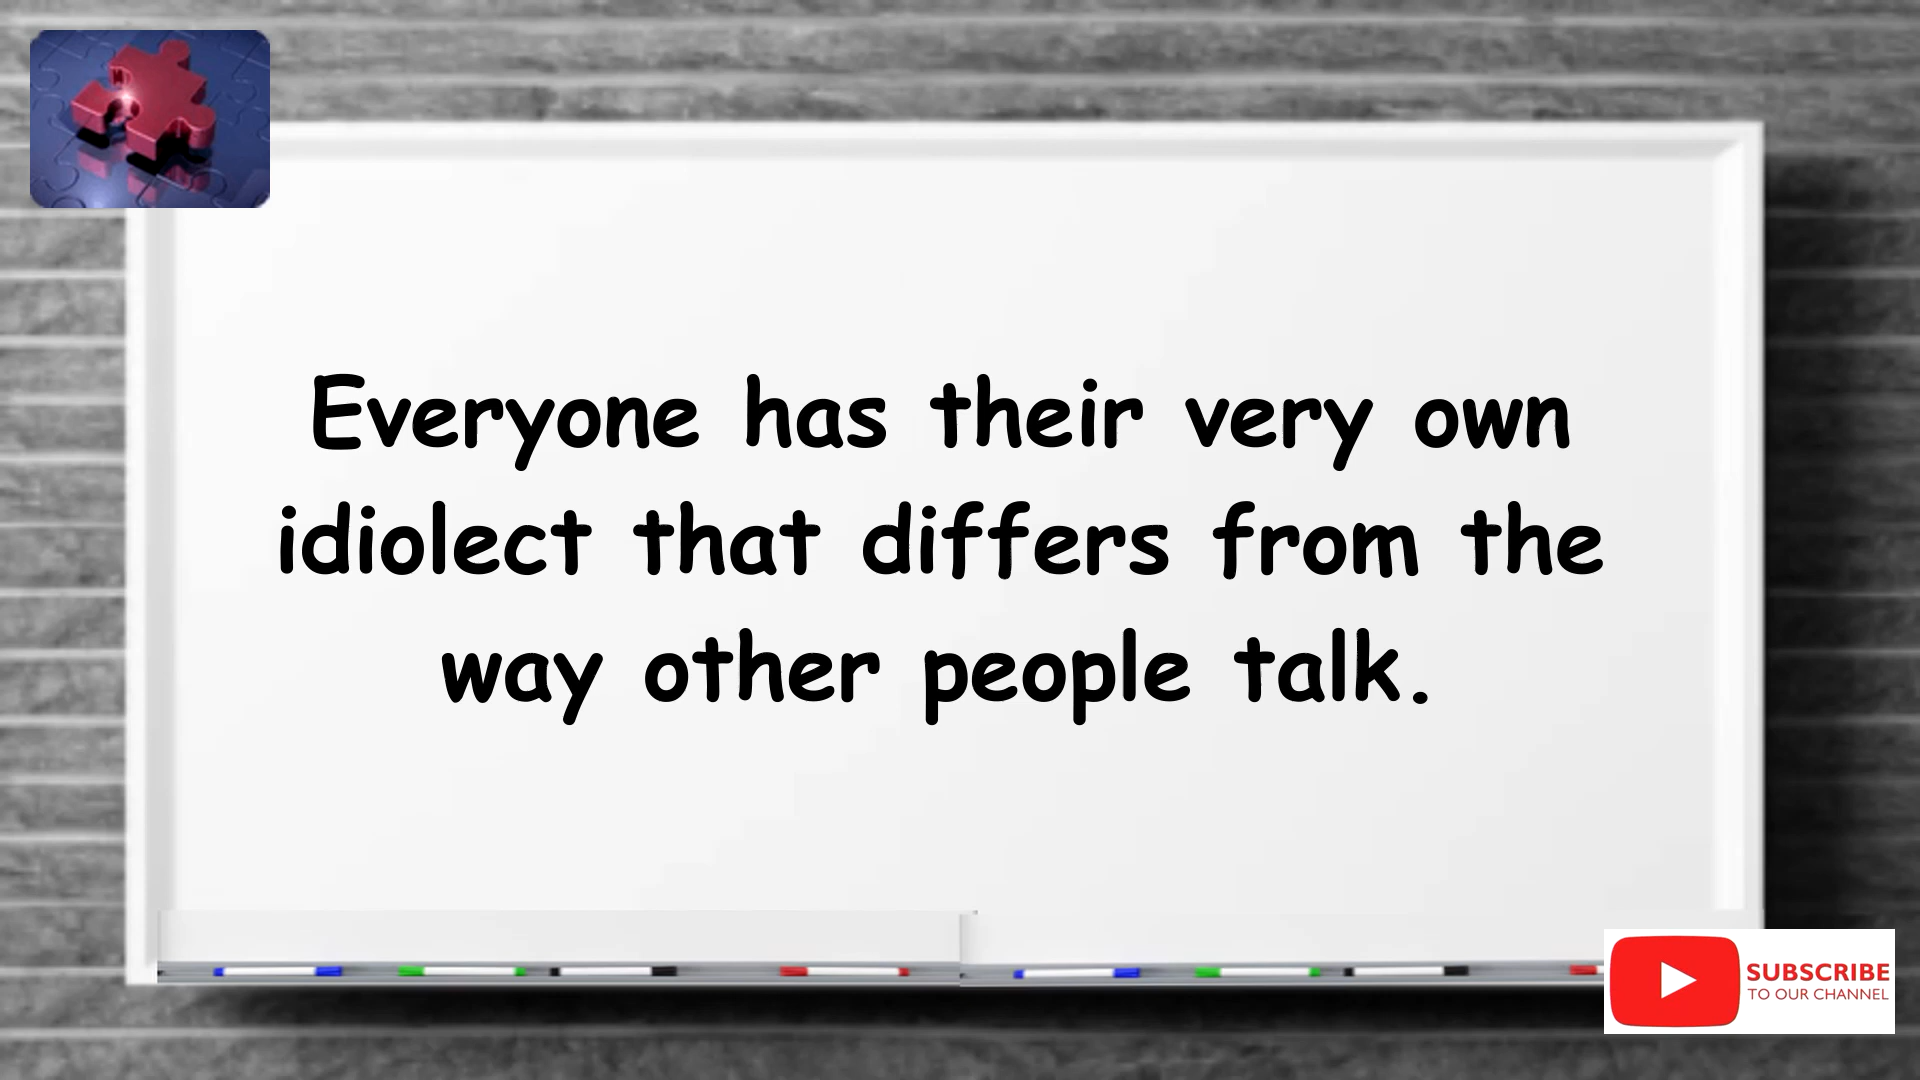 Everyone has their very own
idiolect that differs from the
way other people talk.
SUBSCRIBE
TO OUR CHANNEL